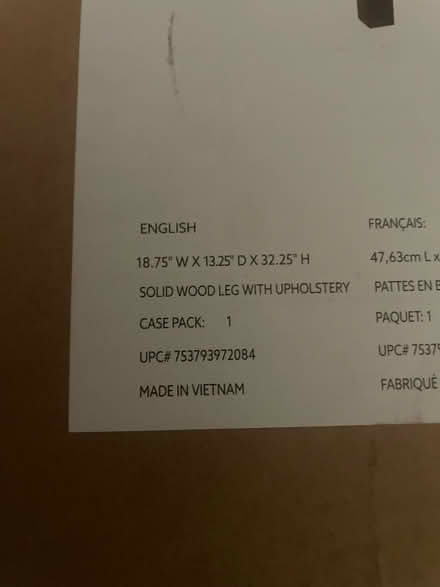 ENGLISH
18.75" W X 13.25" D X 32.25" H
SOLID WOOD LEG WITH UPHOLSTERY
CASE PACK: 1
UPC# 753793972084
MADE IN VIETNAM
FRANÇAIS:
47,63cm L x
PATTES EN
PAQUET: 1
UPC# 7537
FABRIQUÉ